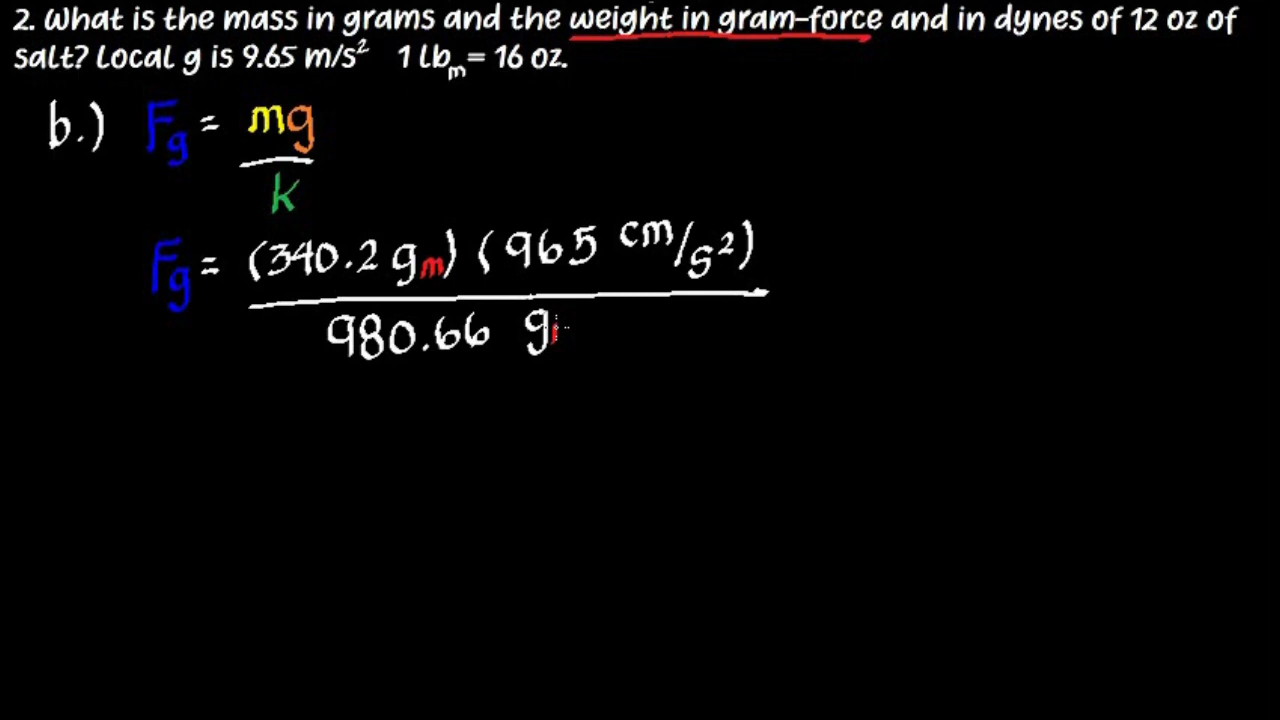 2. What is the mass in grams and the weight in gram-force and in dynes of 12 oz of
salt? Local g is 9.65 m/s² 1 lbₘ= 16 oz.
b.) Fg = mg
k
Fg = (340.2 gm) (965 cm/s²)
980.66 g